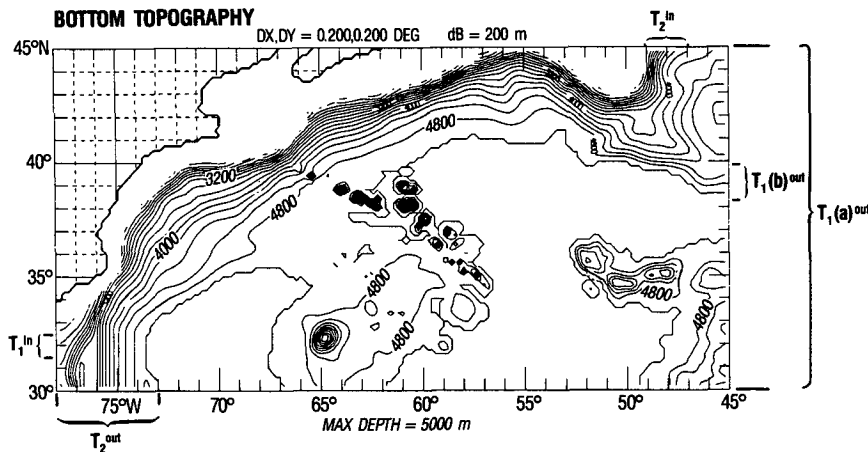 BOTTOM TOPOGRAPHY
DX,DY = 0.200,0.200 DEG dB = 200 m
T₂ⁱⁿ
45°N
4800
40°
3200
4800
4000
T₁(b)ᵒᵘᵗ
T₁(a)ᵒᵘᵗ
35°
4800
4800
4800
4800
T₁ⁱⁿ
30°
75°W
70°
65°
60°
55°
50°
45°
T₂ᵒᵘᵗ
MAX DEPTH = 5000 m